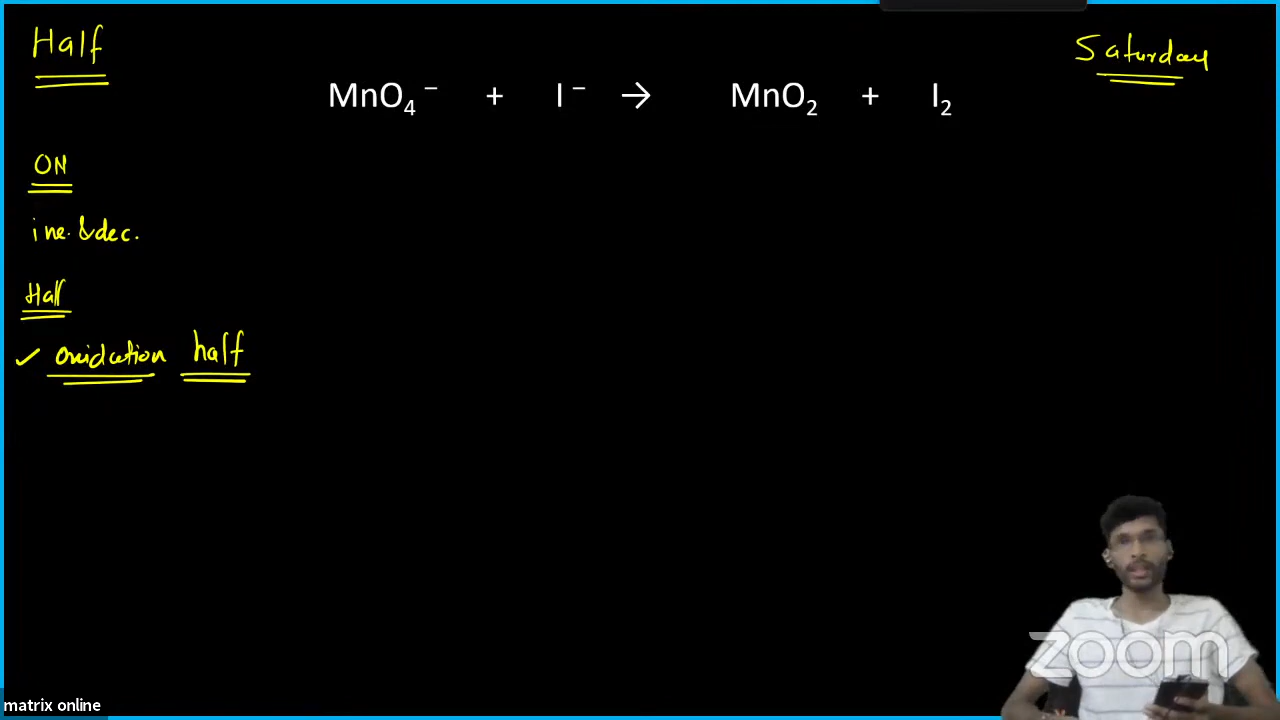 Half
Saturday
MnO₄⁻ + I⁻ → MnO₂ + I₂
ON
inc. & dec.
Half
✓ oxidation half
zoom
matrix online